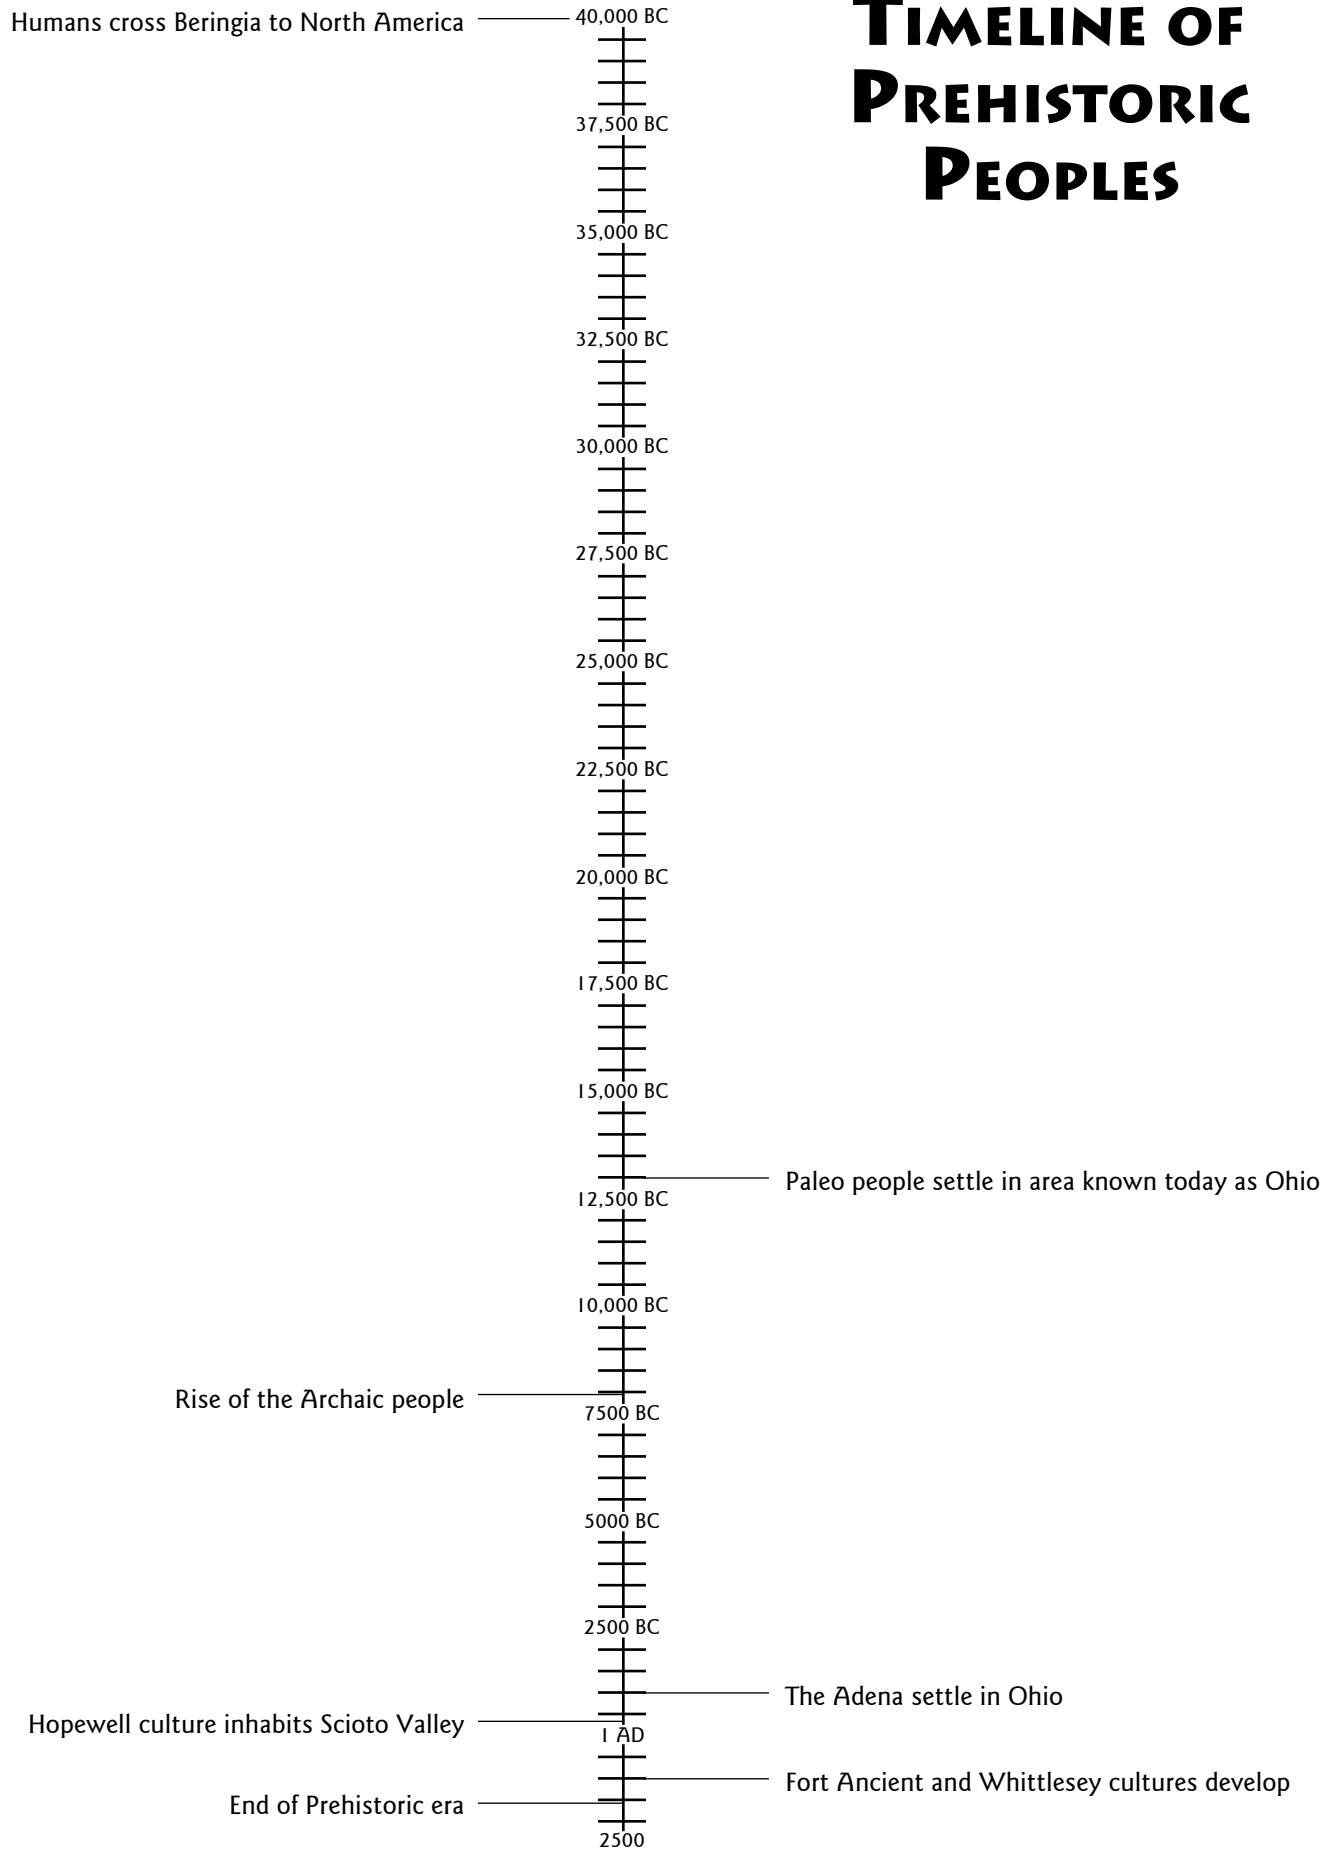 Humans cross Beringia to North America
40,000 BC
TIMELINE OF
PREHISTORIC
PEOPLES
37,500 BC
35,000 BC
32,500 BC
30,000 BC
27,500 BC
25,000 BC
22,500 BC
20,000 BC
17,500 BC
15,000 BC
Paleo people settle in area known today as Ohio
12,500 BC
10,000 BC
Rise of the Archaic people
7500 BC
5000 BC
2500 BC
The Adena settle in Ohio
Hopewell culture inhabits Scioto Valley
1 AD
Fort Ancient and Whittlesey cultures develop
End of Prehistoric era
2500